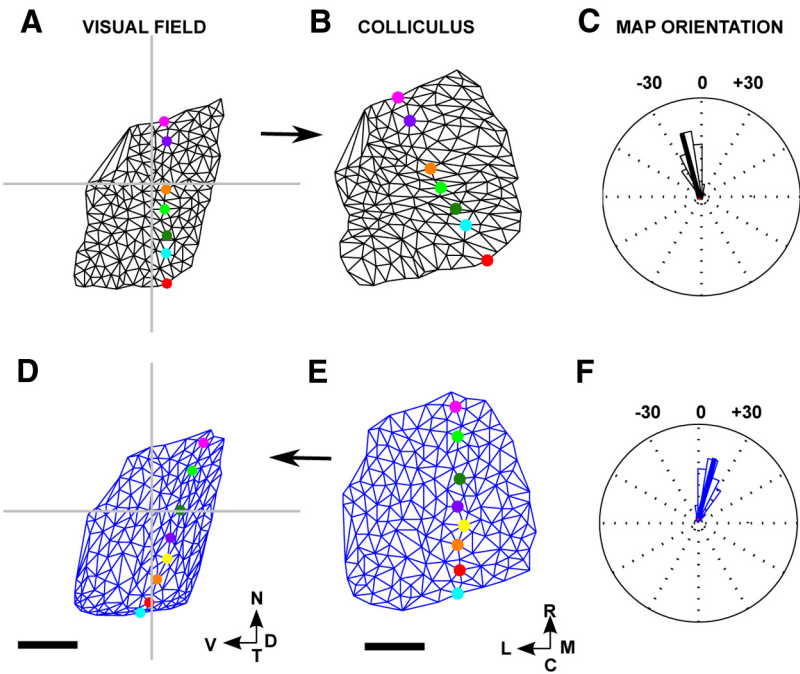 A VISUAL FIELD B COLLICULUS C MAP ORIENTATION
-30 0 +30
D E F
-30 0 +30
N
V D
T
R
L M
C